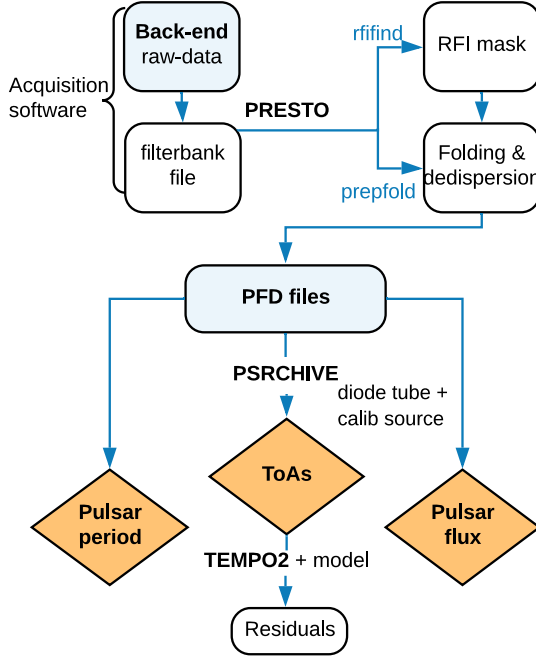 Back-end
raw-data
rfifind
RFI mask
Acquisition
software
PRESTO
filterbank
file
Folding &
dedispersion
prepfold
PFD files
PSRCHIVE
diode tube +
calib source
Pulsar
period
ToAs
Pulsar
flux
TEMPO2 + model
Residuals